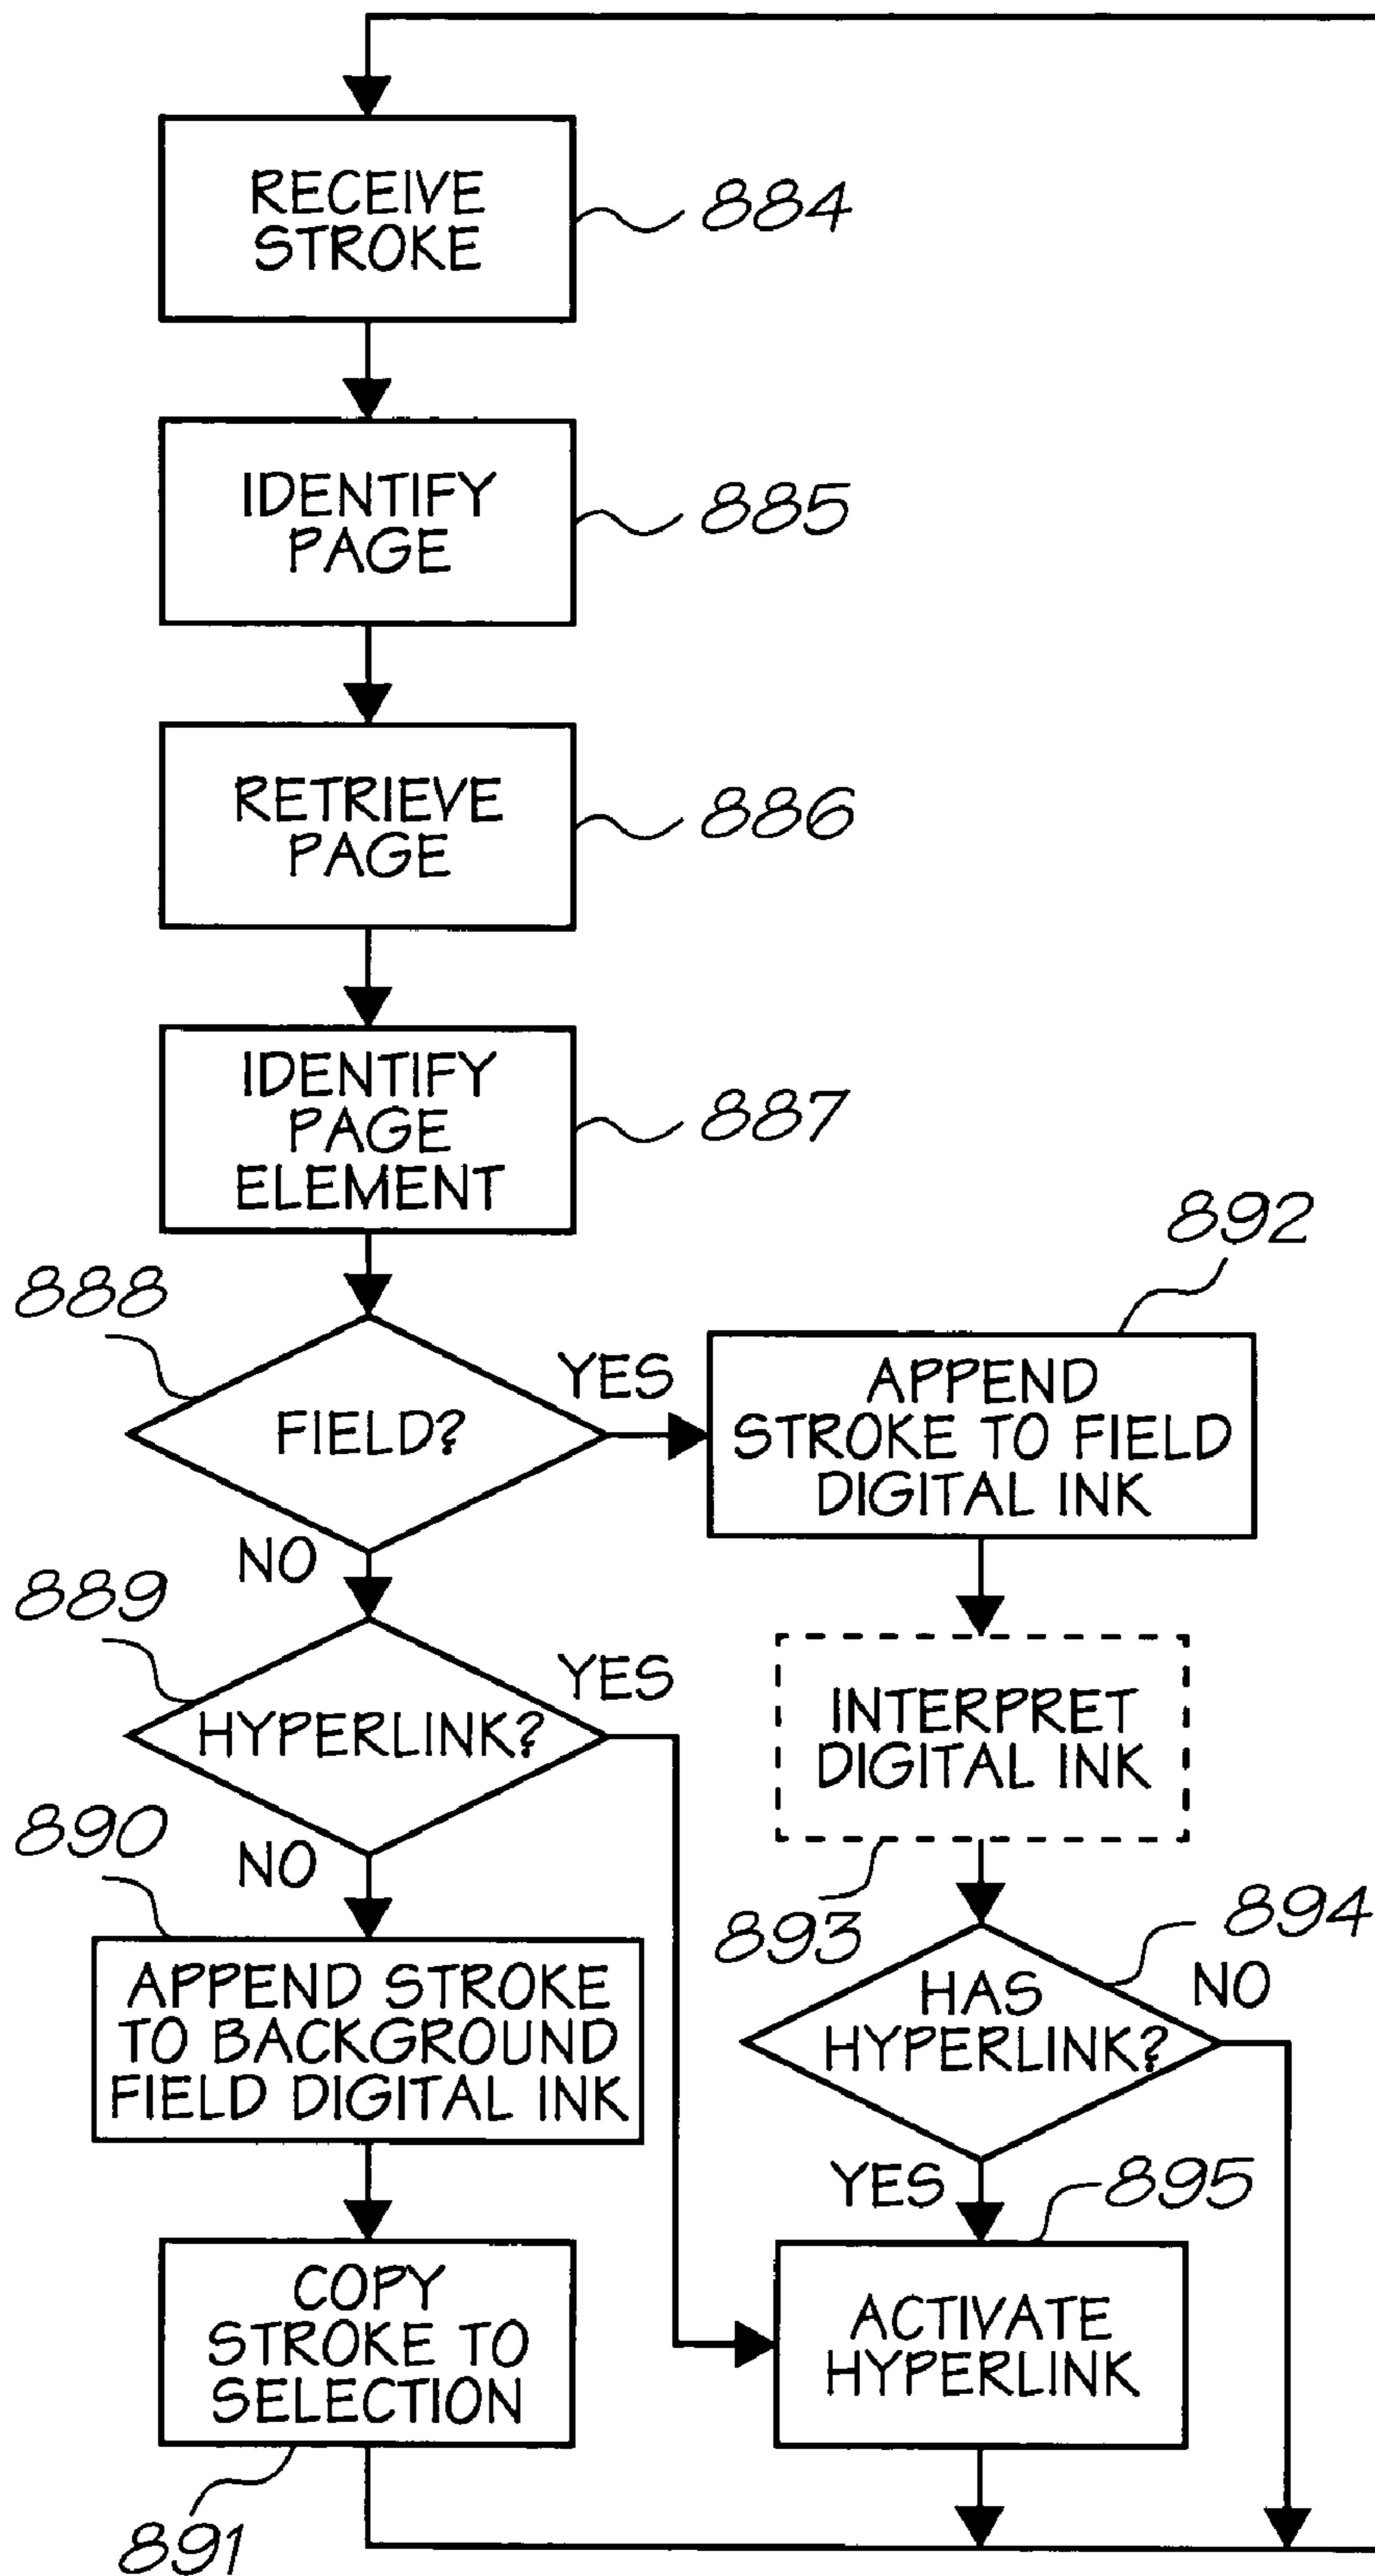 RECEIVE
STROKE
884
IDENTIFY
PAGE
885
RETRIEVE
PAGE
886
IDENTIFY
PAGE
ELEMENT
887
888
FIELD?
YES
NO
892
APPEND
STROKE TO FIELD
DIGITAL INK
889
HYPERLINK?
YES
NO
INTERPRET
DIGITAL INK
893
890
APPEND STROKE
TO BACKGROUND
FIELD DIGITAL INK
894
HAS
HYPERLINK?
NO
YES
COPY
STROKE TO
SELECTION
891
895
ACTIVATE
HYPERLINK